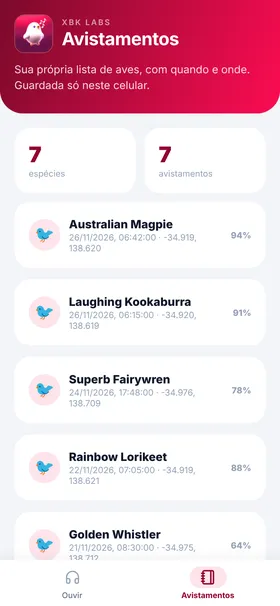 XBK LABS
Avistamentos
Sua própria lista de aves, com quando e onde.
Guardada só neste celular.
7
espécies
7
avistamentos
Australian Magpie
26/11/2026, 06:42:00 · -34.919,
138.620
94%
Laughing Kookaburra
26/11/2026, 06:15:00 · -34.920,
138.619
91%
Superb Fairywren
24/11/2026, 17:48:00 · -34.976,
138.709
78%
Rainbow Lorikeet
22/11/2026, 07:05:00 · -34.919,
138.621
88%
Golden Whistler
21/11/2026, 08:30:00 · -34.975,
138.712
64%
Ouvir
Avistamentos